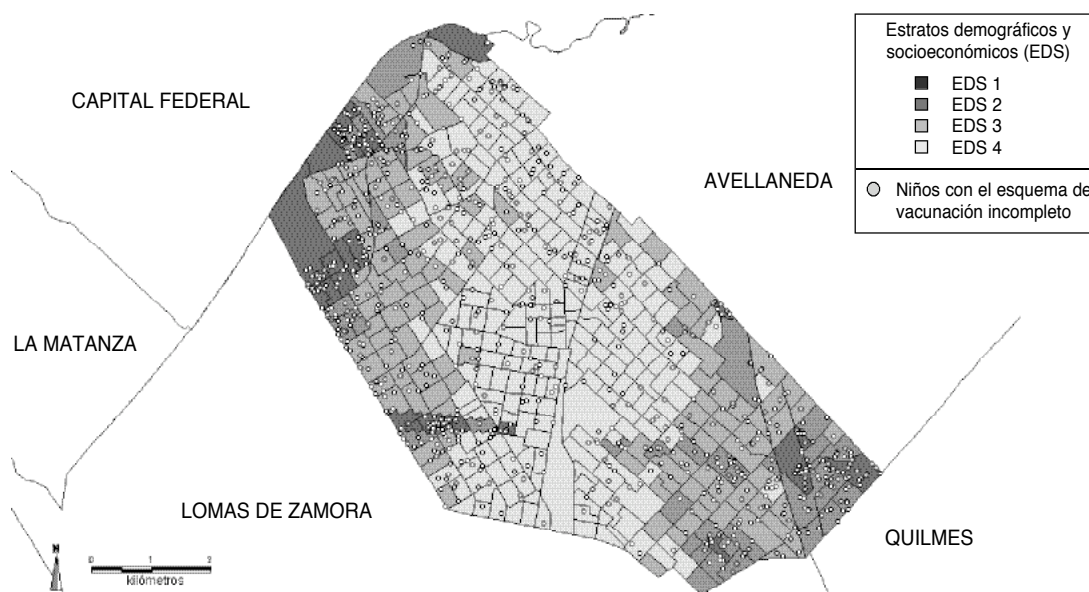 Estratos demográficos y
socioeconómicos (EDS)
EDS 1
EDS 2
EDS 3
EDS 4
Niños con el esquema de
vacunación incompleto
CAPITAL FEDERAL
AVELLANEDA
LA MATANZA
LOMAS DE ZAMORA
QUILMES
N
0 1 2
kilómetros